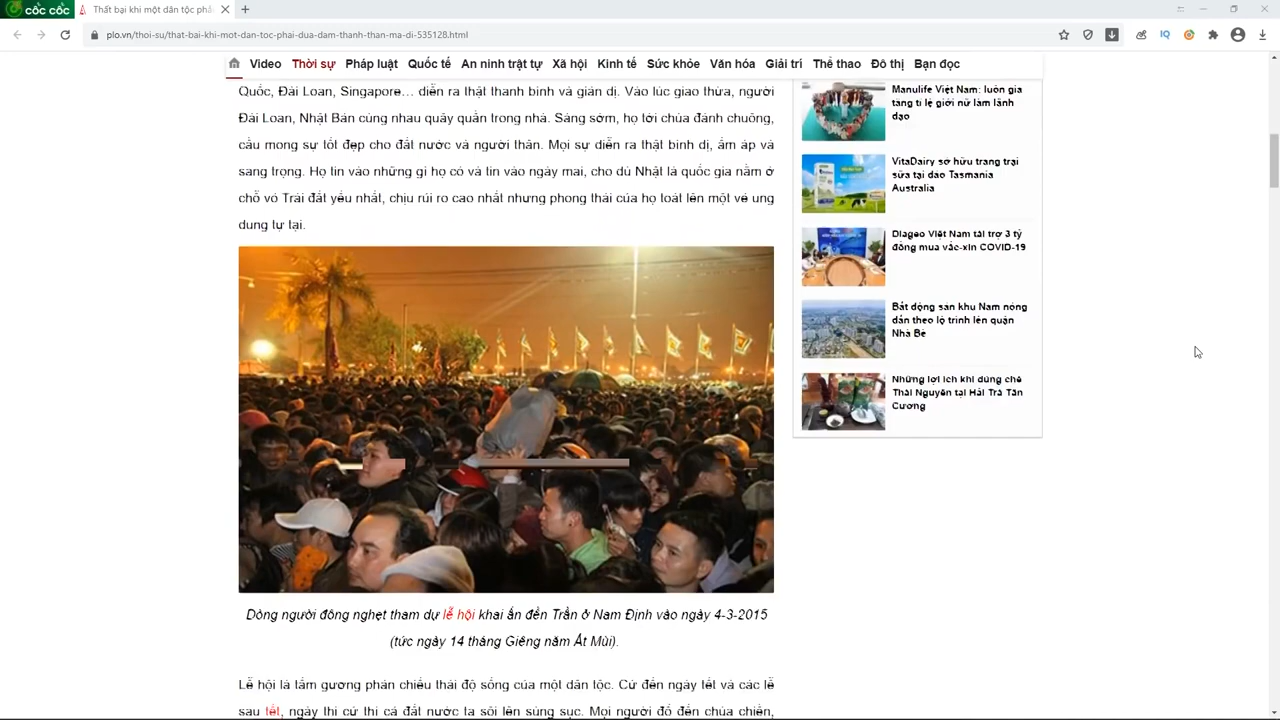 cốc cốc
Thất bại khi một dân tộc phả
plo.vn/thoi-su/that-bai-khi-mot-dan-toc-phai-dua-dam-thanh-than-ma-di-535128.html
IQ
Video Thời sự Pháp luật Quốc tế An ninh trật tự Xã hội Kinh tế Sức khỏe Văn hóa Giải trí Thể thao Đô thị Bạn đọc
Quốc, Đài Loan, Singapore… diễn ra thật thanh bình và giản dị. Vào lúc giao thừa, người
Đài Loan, Nhật Bản cùng nhau quây quần trong nhà. Sáng sớm, họ tới chùa đánh chuông,
cầu mong sự tốt đẹp cho đất nước và người thân. Mọi sự diễn ra thật bình dị, ấm áp và
sang trọng. Họ tin vào những gì họ có và tin vào ngày mai, cho dù Nhật là quốc gia nằm ở
chỗ vỏ Trái đất yếu nhất, chịu rủi ro cao nhất nhưng phong thái của họ toát lên một vẻ ung
dung tự tại.
Dòng người đông nghẹt tham dự lễ hội khai ấn đền Trần ở Nam Định vào ngày 4-3-2015
(tức ngày 14 tháng Giêng năm Ất Mùi).
Lễ hội là tấm gương phản chiếu thái độ sống của một dân tộc. Cứ đến ngày tết và các lễ
sau tết, ngày thi cử thì cả đất nước ta sôi lên sùng sục. Mọi người đổ đến chùa chiền,
Manulife Việt Nam: luôn gia
tăng tỉ lệ giới nữ làm lãnh
đạo
VitaDairy sở hữu trang trại
sữa tại đảo Tasmania
Australia
Diageo Việt Nam tài trợ 3 tỷ
đồng mua vắc-xin COVID-19
Bất động sản khu Nam nóng
dần theo lộ trình lên quận
Nhà Bè
Những lợi ích khi dùng chè
Thái Nguyên tại Hải Trà Tân
Cương